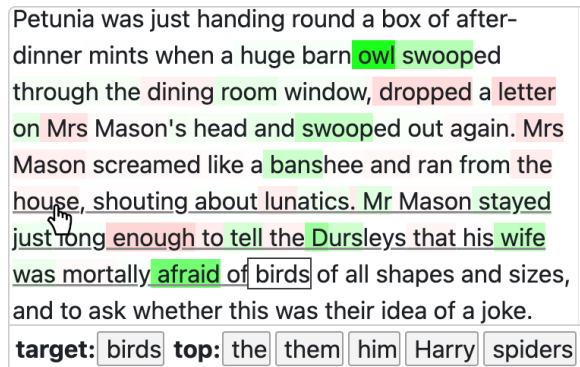 Petunia was just handing round a box of after-
dinner mints when a huge barn owl swooped
through the dining room window, dropped a letter
on Mrs Mason's head and swooped out again. Mrs
Mason screamed like a banshee and ran from the
house, shouting about lunatics. Mr Mason stayed
just long enough to tell the Dursleys that his wife
was mortally afraid of birds of all shapes and sizes,
and to ask whether this was their idea of a joke.
target: birds top: the them him Harry spiders